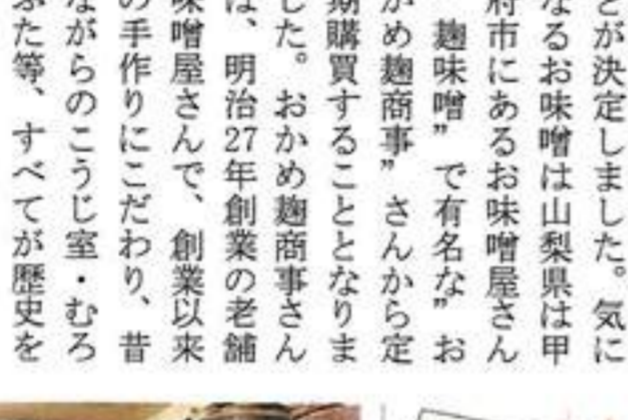 とが決定しました。気に
なるお味噌は山梨県は甲
府市にあるお味噌屋さん
麹味噌”で有名な”お
かめ麹商事”さんから定
期購買することとなりま
した。おかめ麹商事さん
は、明治27年創業の老舗
味噌屋さんで、創業以来
の手作りにこだわり、昔
ながらのこうじ室・むろ
ふた等、すべてが歴史を